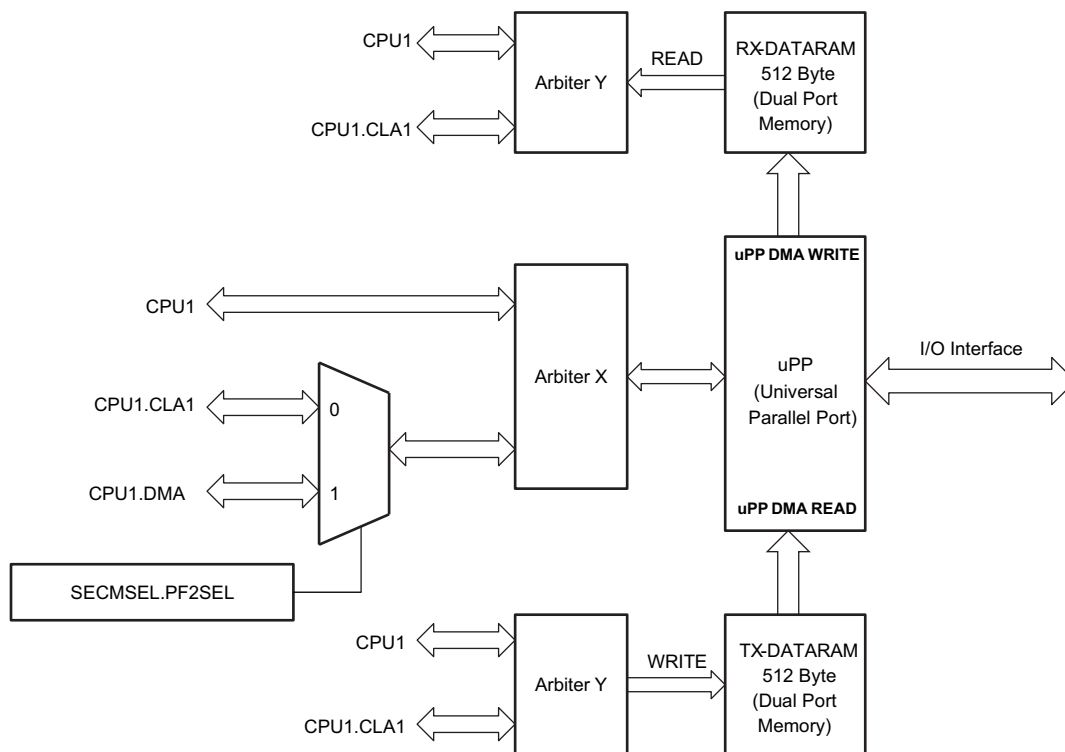 CPU1
CPU1.CLA1
Arbiter Y
READ
RX-DATARAM
512 Byte
(Dual Port
Memory)
uPP DMA WRITE
CPU1
Arbiter X
uPP
(Universal
Parallel Port)
I/O Interface
CPU1.CLA1
0
CPU1.DMA
1
uPP DMA READ
SECMSEL.PF2SEL
CPU1
CPU1.CLA1
Arbiter Y
WRITE
TX-DATARAM
512 Byte
(Dual Port
Memory)